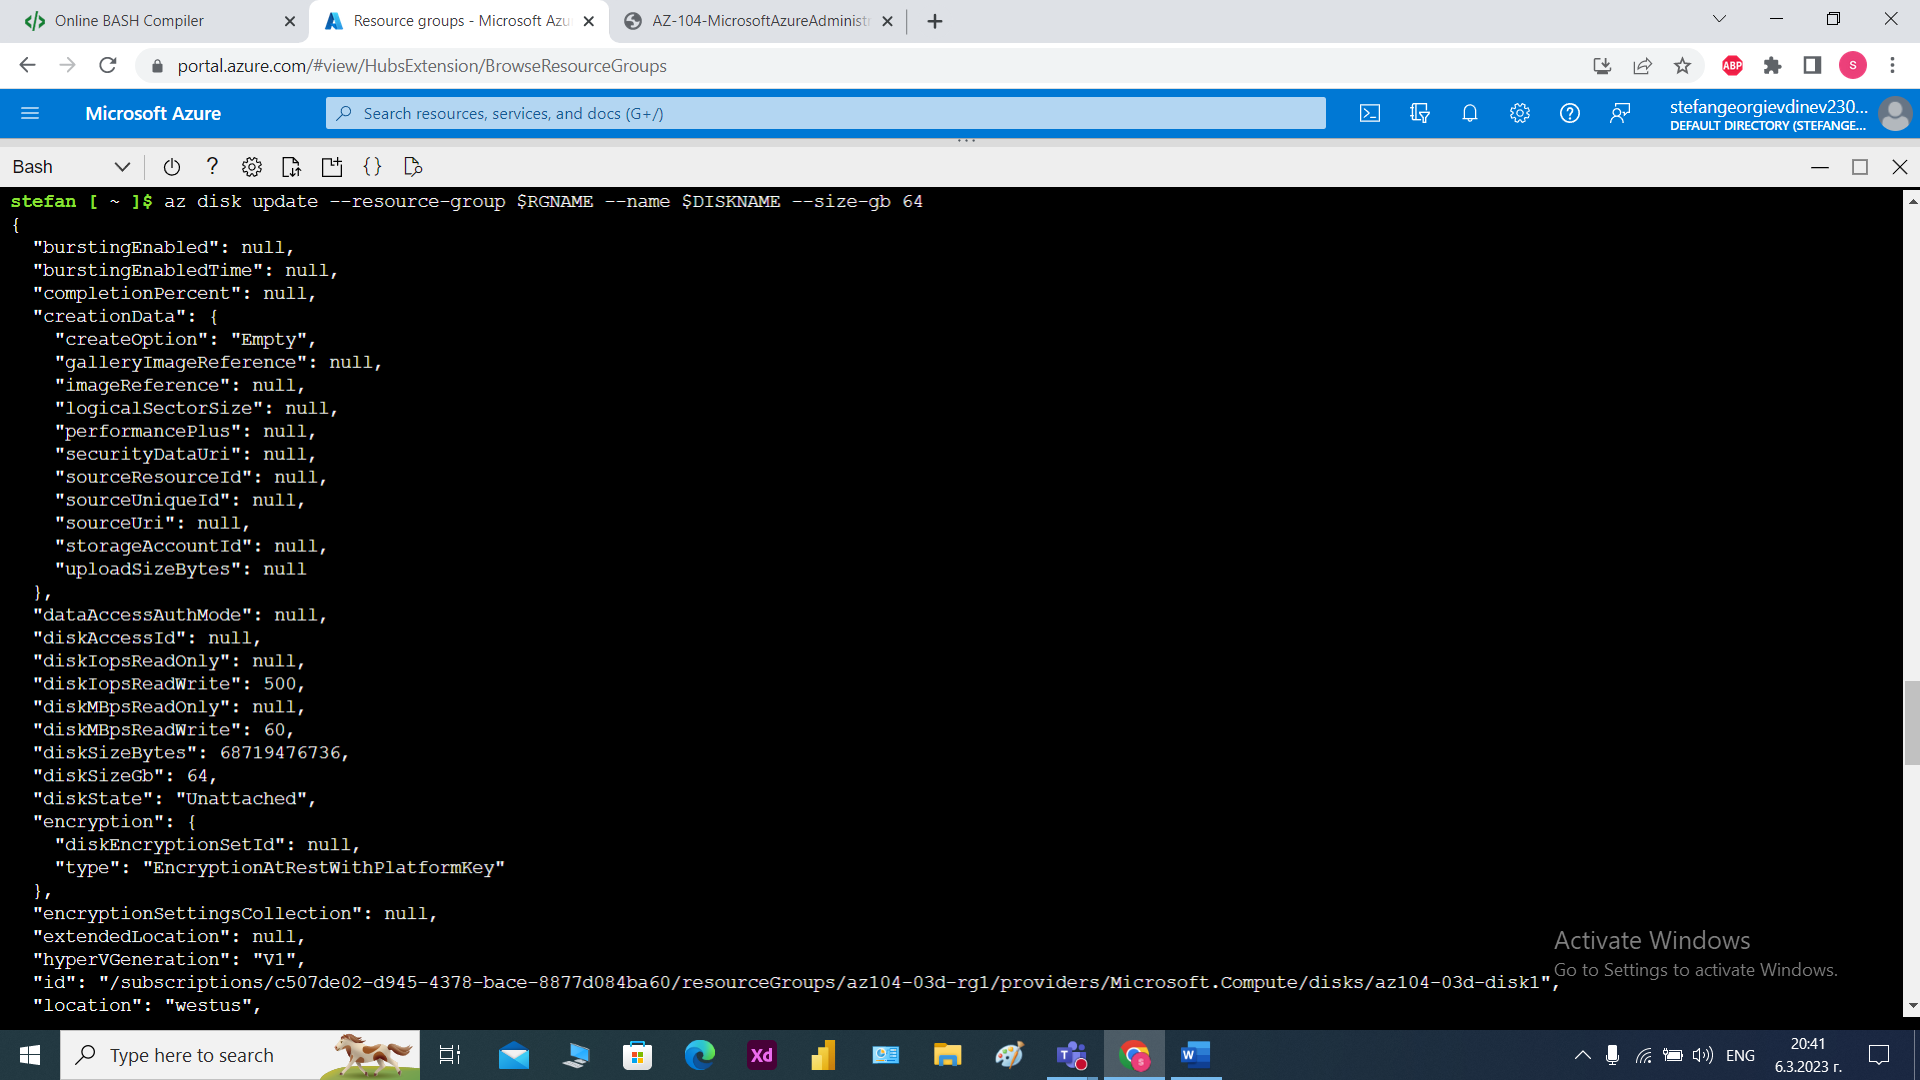 Online BASH Compiler
Resource groups - Microsoft Azu
AZ-104-MicrosoftAzureAdminist
portal.azure.com/#view/HubsExtension/BrowseResourceGroups
ABP
S
Microsoft Azure
Search resources, services, and docs (G+/)
stefangeorgievdinev230...
DEFAULT DIRECTORY (STEFANGE...
Bash
stefan [ ~ ]$ az disk update --resource-group $RGNAME --name $DISKNAME --size-gb 64
{
"burstingEnabled": null,
"burstingEnabledTime": null,
"completionPercent": null,
"creationData": {
"createOption": "Empty",
"galleryImageReference": null,
"imageReference": null,
"logicalSectorSize": null,
"performancePlus": null,
"securityDataUri": null,
"sourceResourceId": null,
"sourceUniqueId": null,
"sourceUri": null,
"storageAccountId": null,
"uploadSizeBytes": null
},
"dataAccessAuthMode": null,
"diskAccessId": null,
"diskIopsReadOnly": null,
"diskIopsReadWrite": 500,
"diskMBpsReadOnly": null,
"diskMBpsReadWrite": 60,
"diskSizeBytes": 68719476736,
"diskSizeGb": 64,
"diskState": "Unattached",
"encryption": {
"diskEncryptionSetId": null,
"type": "EncryptionAtRestWithPlatformKey"
},
"encryptionSettingsCollection": null,
"extendedLocation": null,
"hyperVGeneration": "V1",
"id": "/subscriptions/c507de02-d945-4378-bace-8877d084ba60/resourceGroups/az104-03d-rg1/providers/Microsoft.Compute/disks/az104-03d-disk1",
"location": "westus",
Activate Windows
Go to Settings to activate Windows.
Type here to search
Xd
ENG
20:41
6.3.2023 г.